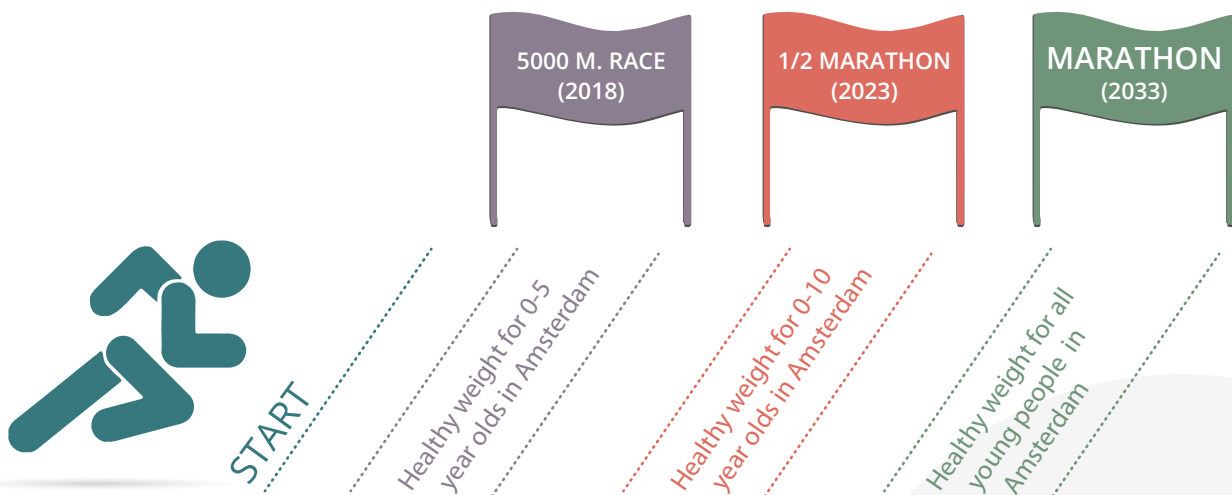 5000 M. RACE
(2018)
1/2 MARATHON
(2023)
MARATHON
(2033)
START
Healthy weight for 0-5
year olds in Amsterdam
Healthy weight for 0-10
year olds in Amsterdam
Healthy weight for all
young people in
Amsterdam